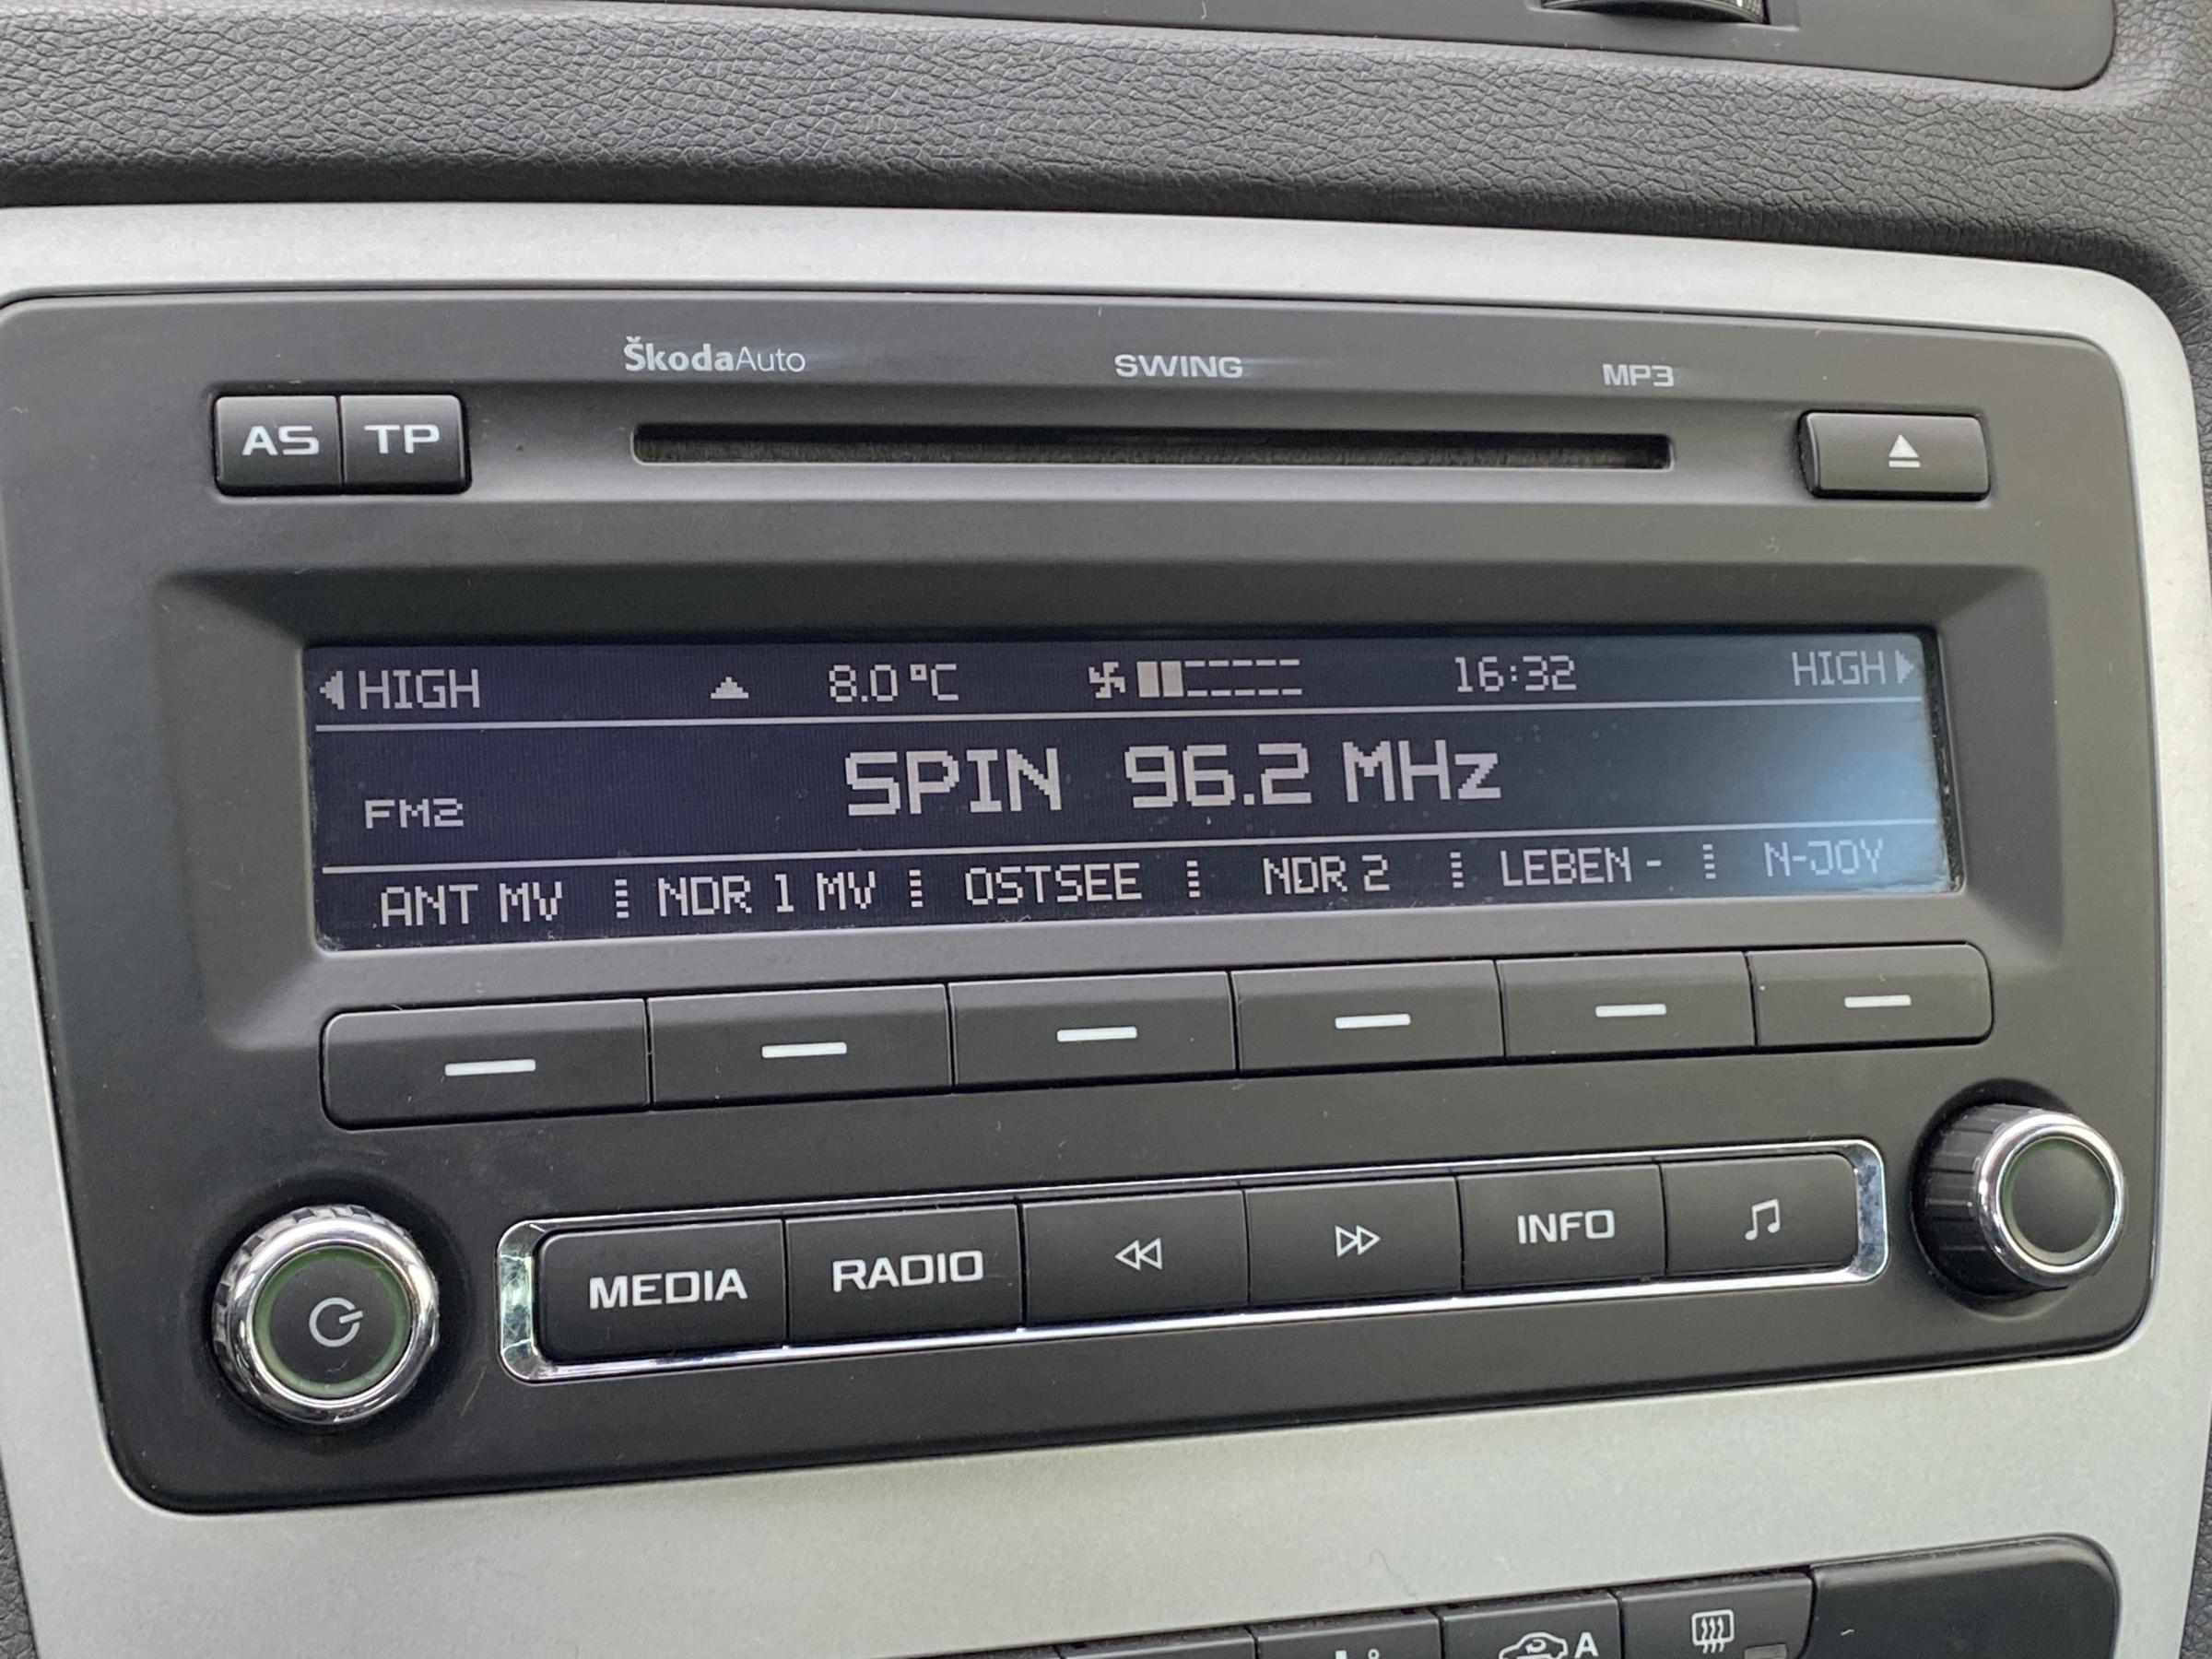 ŠkodaAuto SWING MP3
AS TP
HIGH 8.0°C 16:32 HIGH
SPIN 96.2 MHz
FM2
ANT MV NDR 1 MV OSTSEE NDR 2 LEBEN - N-JOY
MEDIA RADIO INFO
A